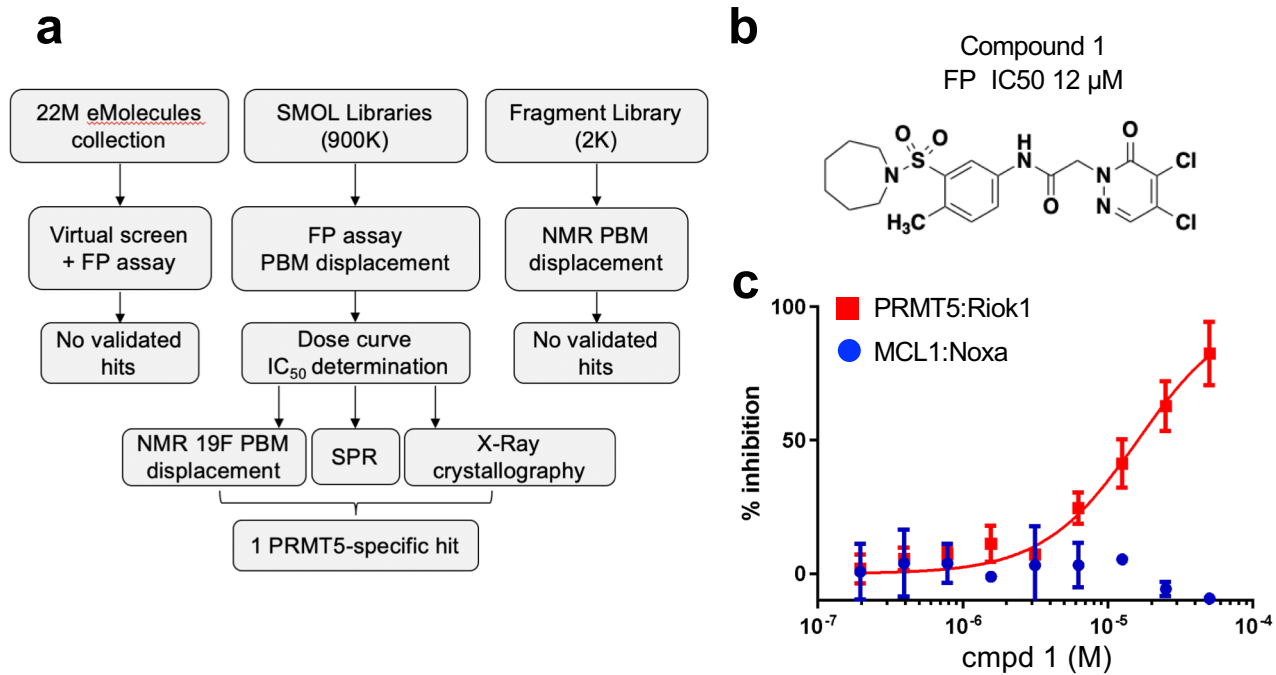 a
22M eMolecules
collection
SMOL Libraries
(900K)
Fragment Library
(2K)
Virtual screen
+ FP assay
FP assay
PBM displacement
NMR PBM
displacement
No validated
hits
Dose curve
IC50 determination
No validated
hits
NMR 19F PBM
displacement
SPR
X-Ray
crystallography
1 PRMT5-specific hit
b
Compound 1
FP IC50 12 µM
O
O
S
N
H3C
H
N
O
O
N
N
Cl
Cl
c
PRMT5:Riok1
MCL1:Noxa
% inhibition
100
50
0
10-7
10-6
10-5
10-4
cmpd 1 (M)